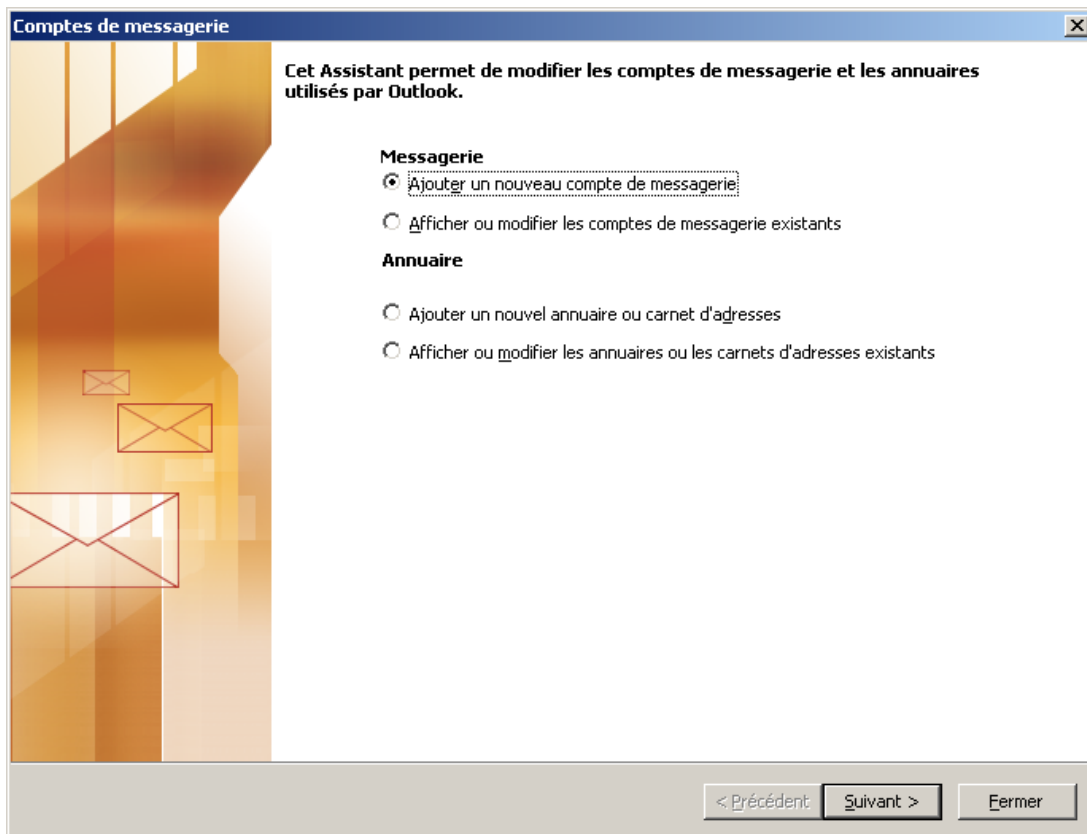 Comptes de messagerie
Cet Assistant permet de modifier les comptes de messagerie et les annuaires
utilisés par Outlook.
Messagerie
Ajouter un nouveau compte de messagerie
Afficher ou modifier les comptes de messagerie existants
Annuaire
Ajouter un nouvel annuaire ou carnet d'adresses
Afficher ou modifier les annuaires ou les carnets d'adresses existants
< Précédent Suivant > Fermer